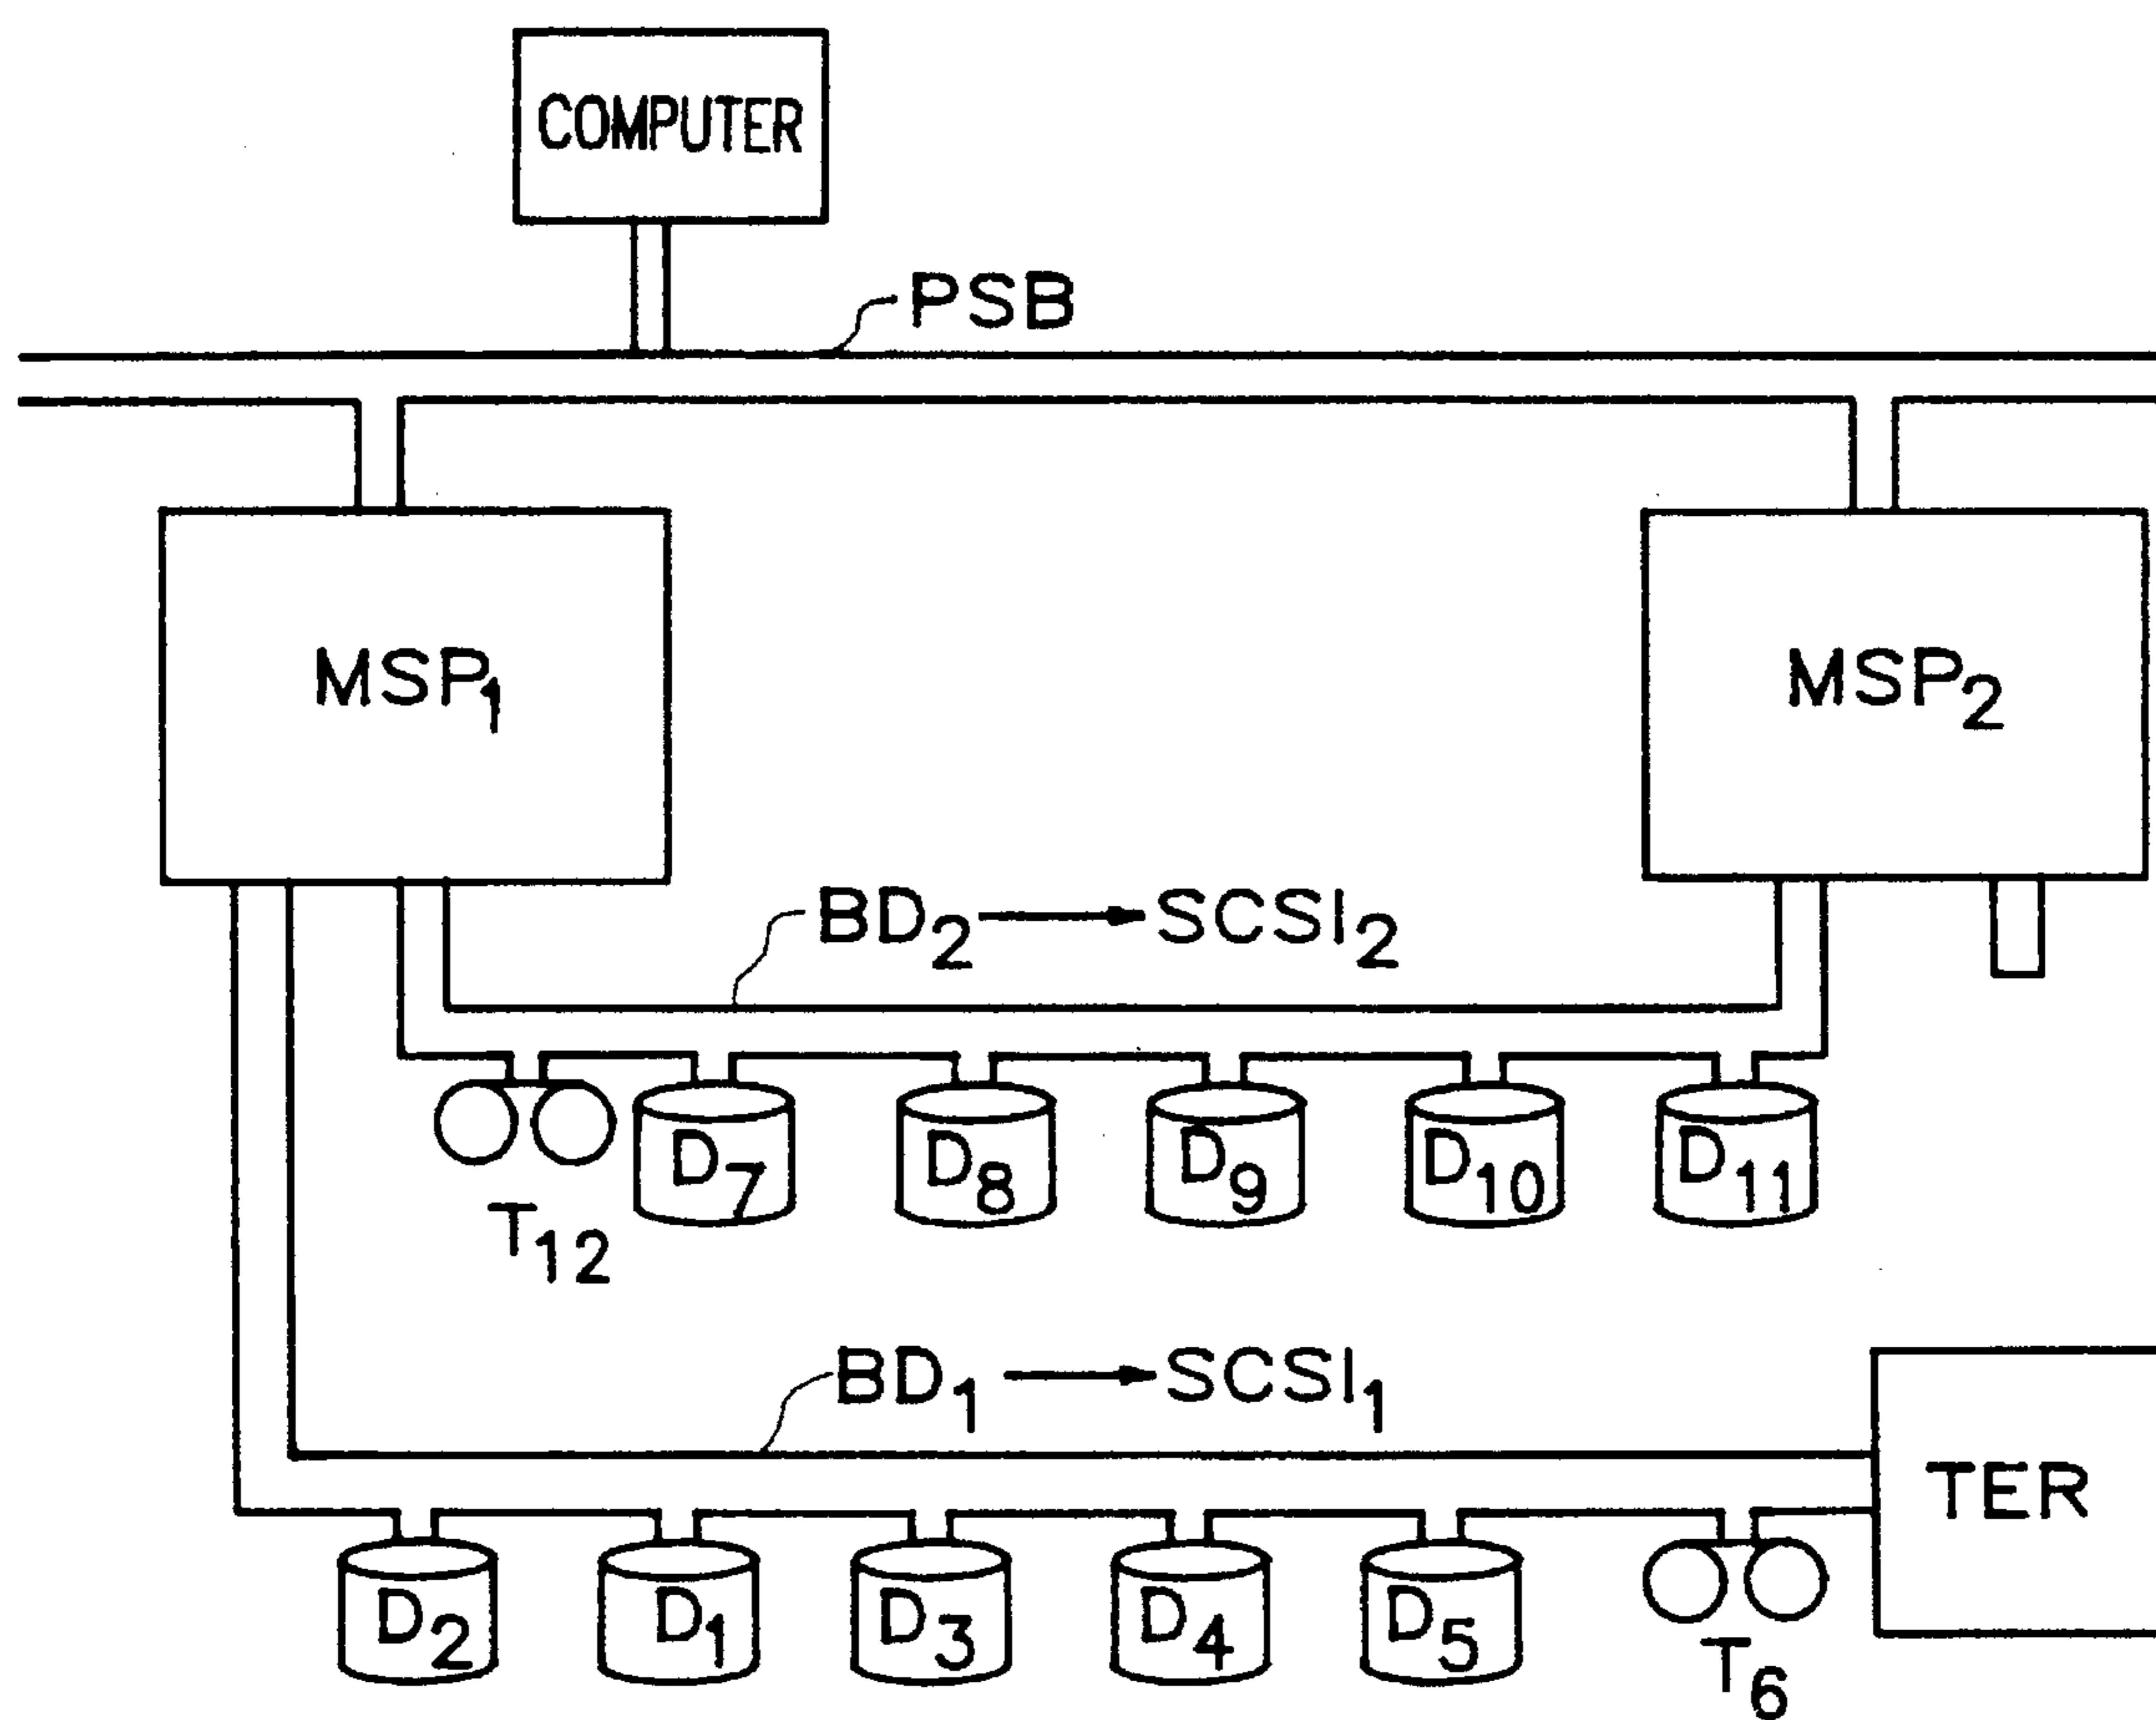 COMPUTER
PSB
MSP1
MSP2
BD2 → SCSI2
D7
D8
D9
D10
D11
T12
BD1 → SCSI1
TER
D2
D1
D3
D4
D5
T6